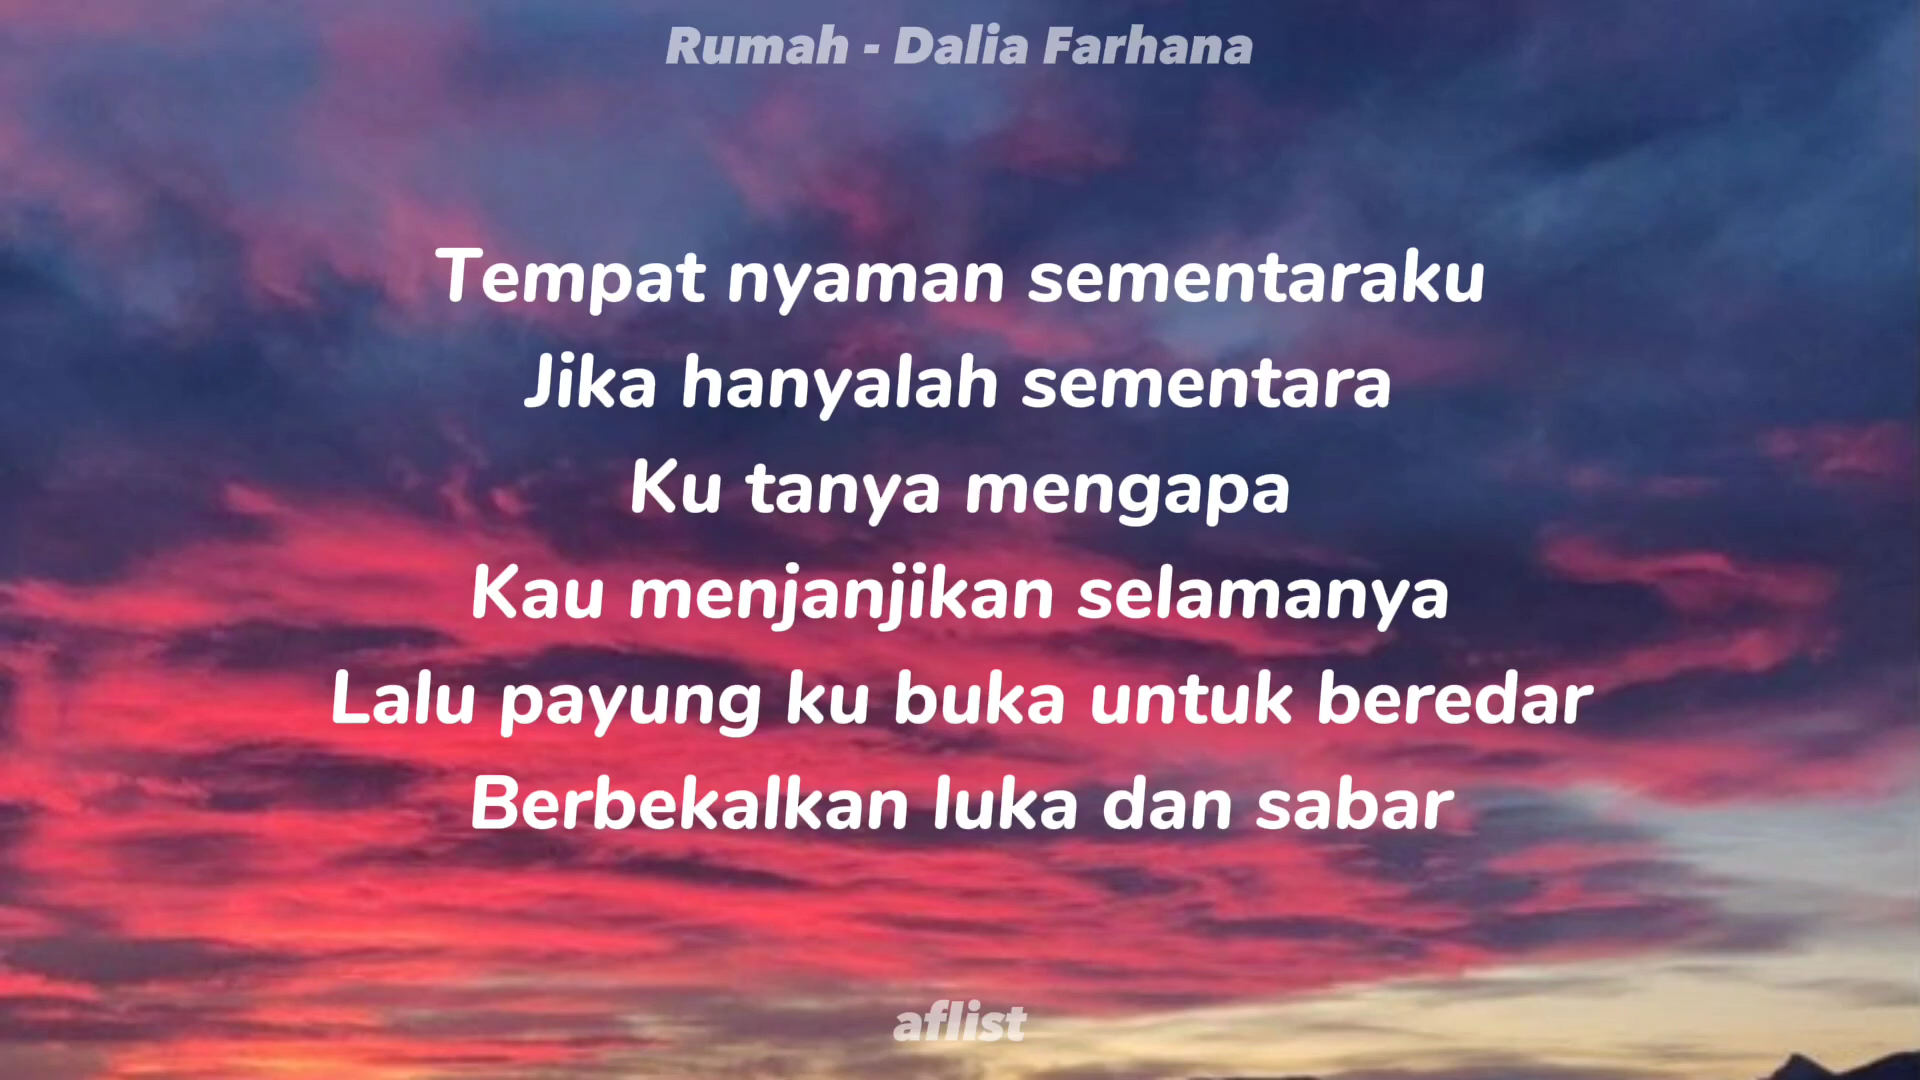 Rumah - Dalia Farhana
Tempat nyaman sementaraku
Jika hanyalah sementara
Ku tanya mengapa
Kau menjanjikan selamanya
Lalu payung ku buka untuk beredar
Berbekalkan luka dan sabar
aflist